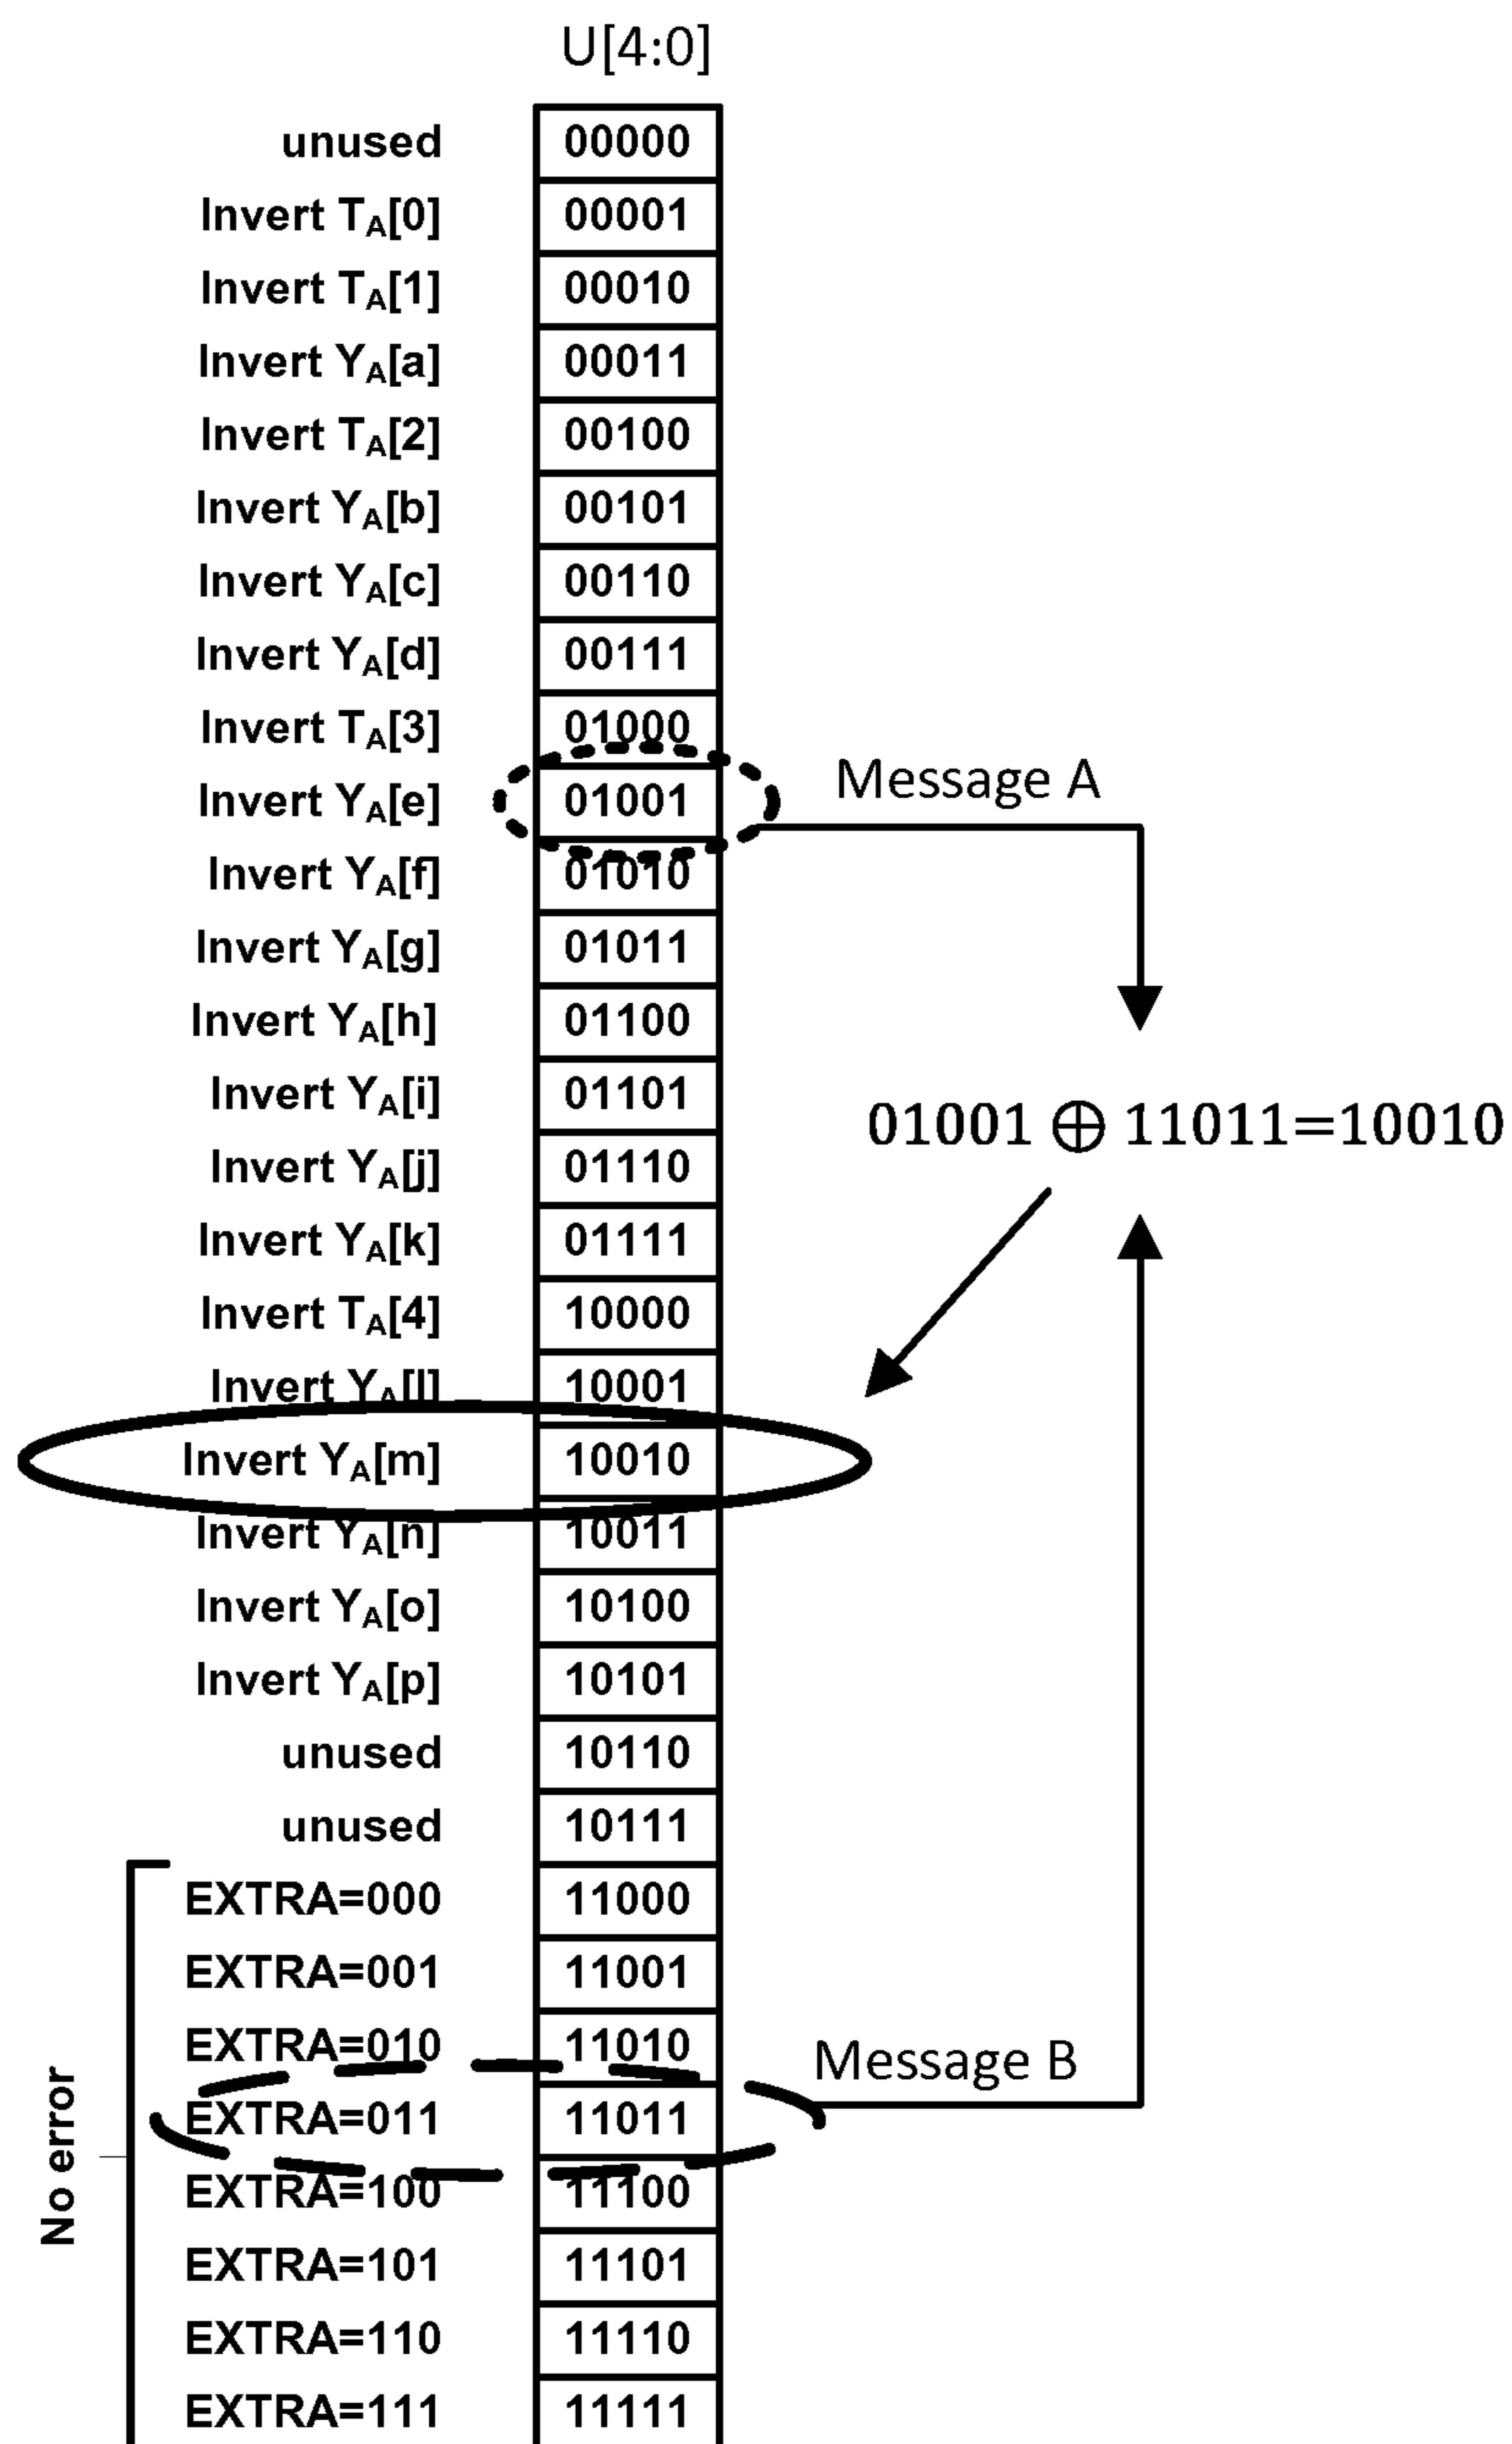 U[4:0]
unused 00000
Invert TA[0] 00001
Invert TA[1] 00010
Invert YA[a] 00011
Invert TA[2] 00100
Invert YA[b] 00101
Invert YA[c] 00110
Invert YA[d] 00111
Invert TA[3] 01000
Message A
Invert YA[e] 01001
Invert YA[f] 01010
Invert YA[g] 01011
Invert YA[h] 01100
Invert YA[i] 01101
01001 ⊕ 11011=10010
Invert YA[j] 01110
Invert YA[k] 01111
Invert TA[4] 10000
Invert YA[l] 10001
Invert YA[m] 10010
Invert YA[n] 10011
Invert YA[o] 10100
Invert YA[p] 10101
unused 10110
unused 10111
No error
EXTRA=000 11000
EXTRA=001 11001
EXTRA=010 11010
Message B
EXTRA=011 11011
EXTRA=100 11100
EXTRA=101 11101
EXTRA=110 11110
EXTRA=111 11111